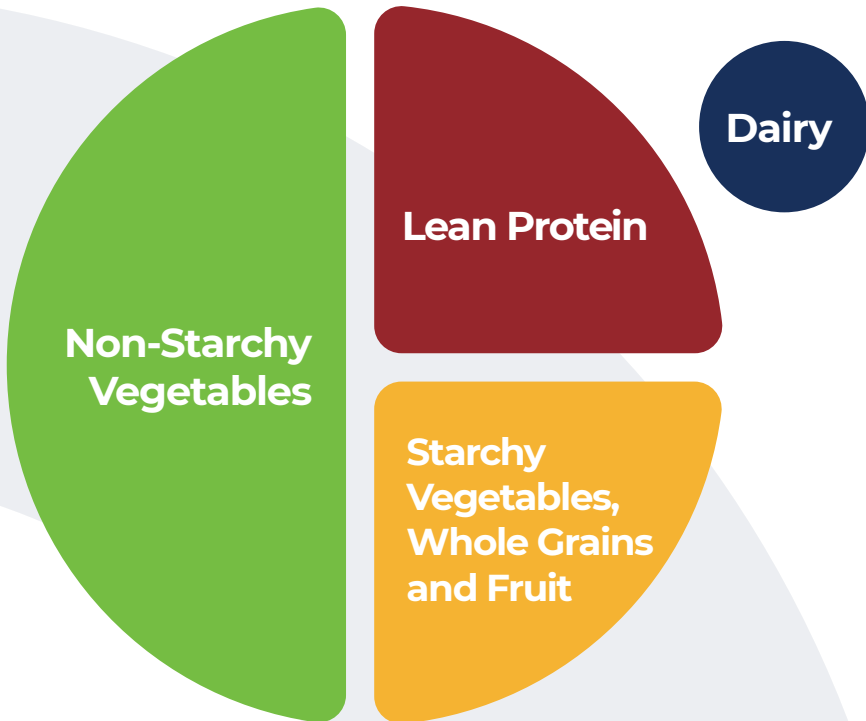 Non-Starchy
Vegetables
Lean Protein
Dairy
Starchy
Vegetables,
Whole Grains
and Fruit